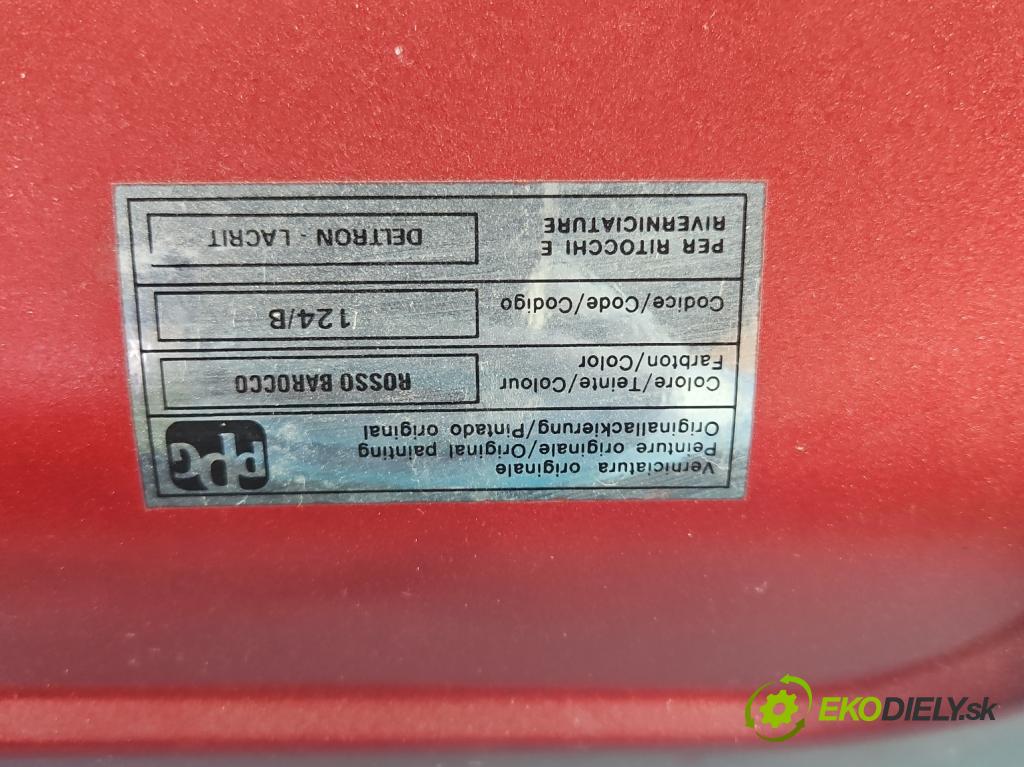 Verniciatura originale
Peinture originale/Original painting
Originallackierung/Pintado original
PPG
Colore/Teinte/Colour
Farbton/Color
ROSSO BAROCCO
Codice/Code/Codigo
124/B
PER RITOCCHI E
RIVERNICIATURE
DELTRON - LACRIT
EKODIELY.sk